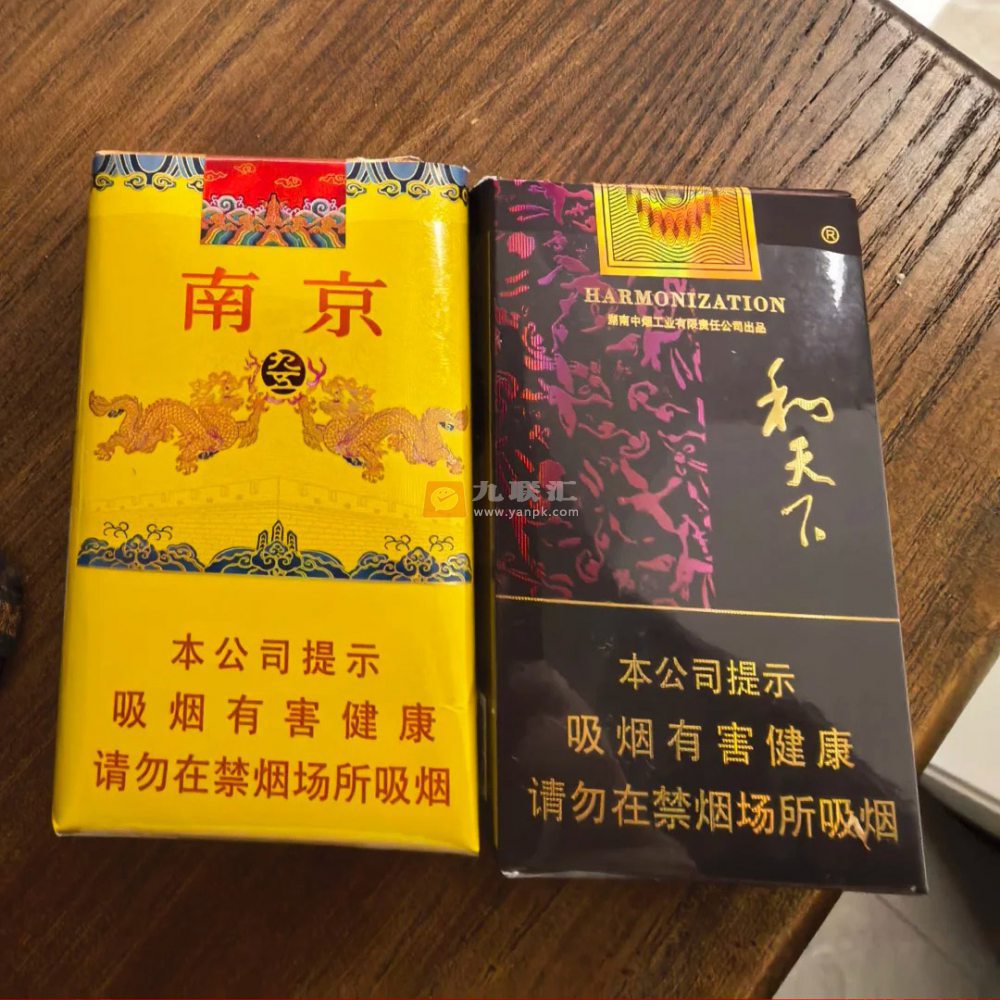 南京
本公司提示
吸烟有害健康
请勿在禁烟场所吸烟
®
HARMONIZATION
湖南中烟工业有限责任公司出品
和天下
本公司提示
吸烟有害健康
请勿在禁烟场所吸烟
九联汇
www.yanpk.com